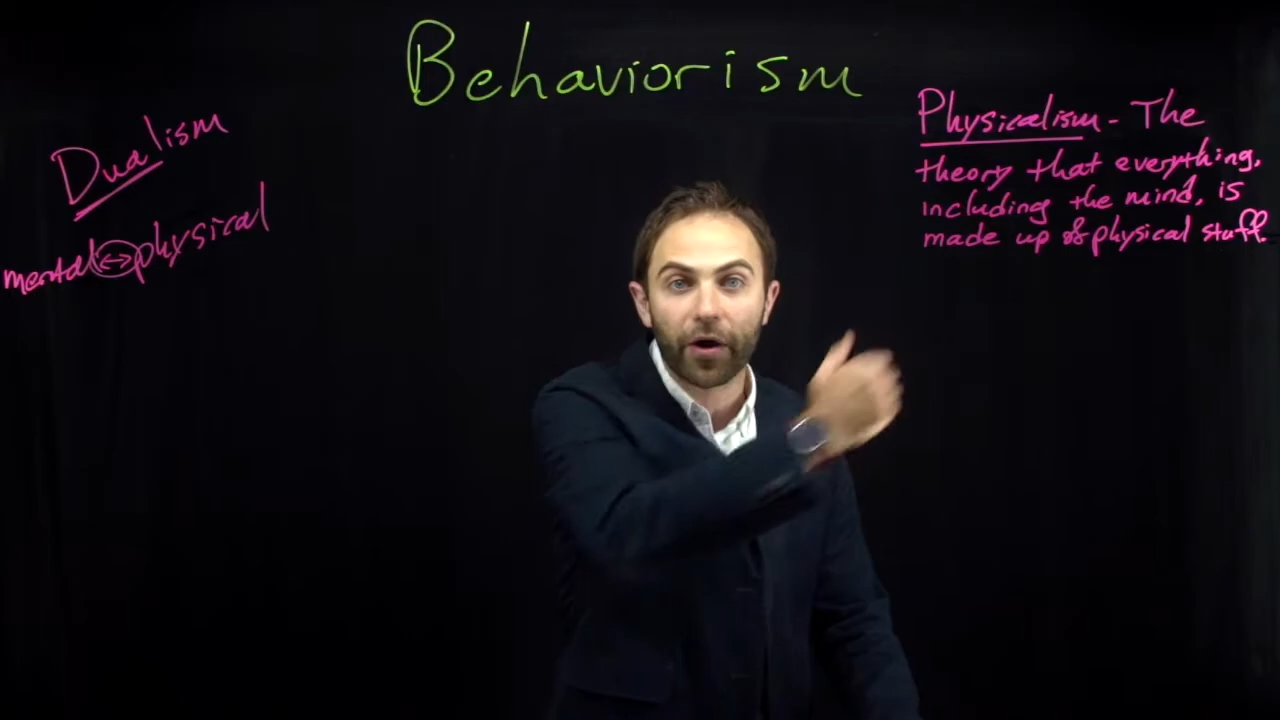 Behaviorism
Dualism
mental ↔ physical
Physicalism - The
theory that everything,
including the mind, is
made up of physical stuff.